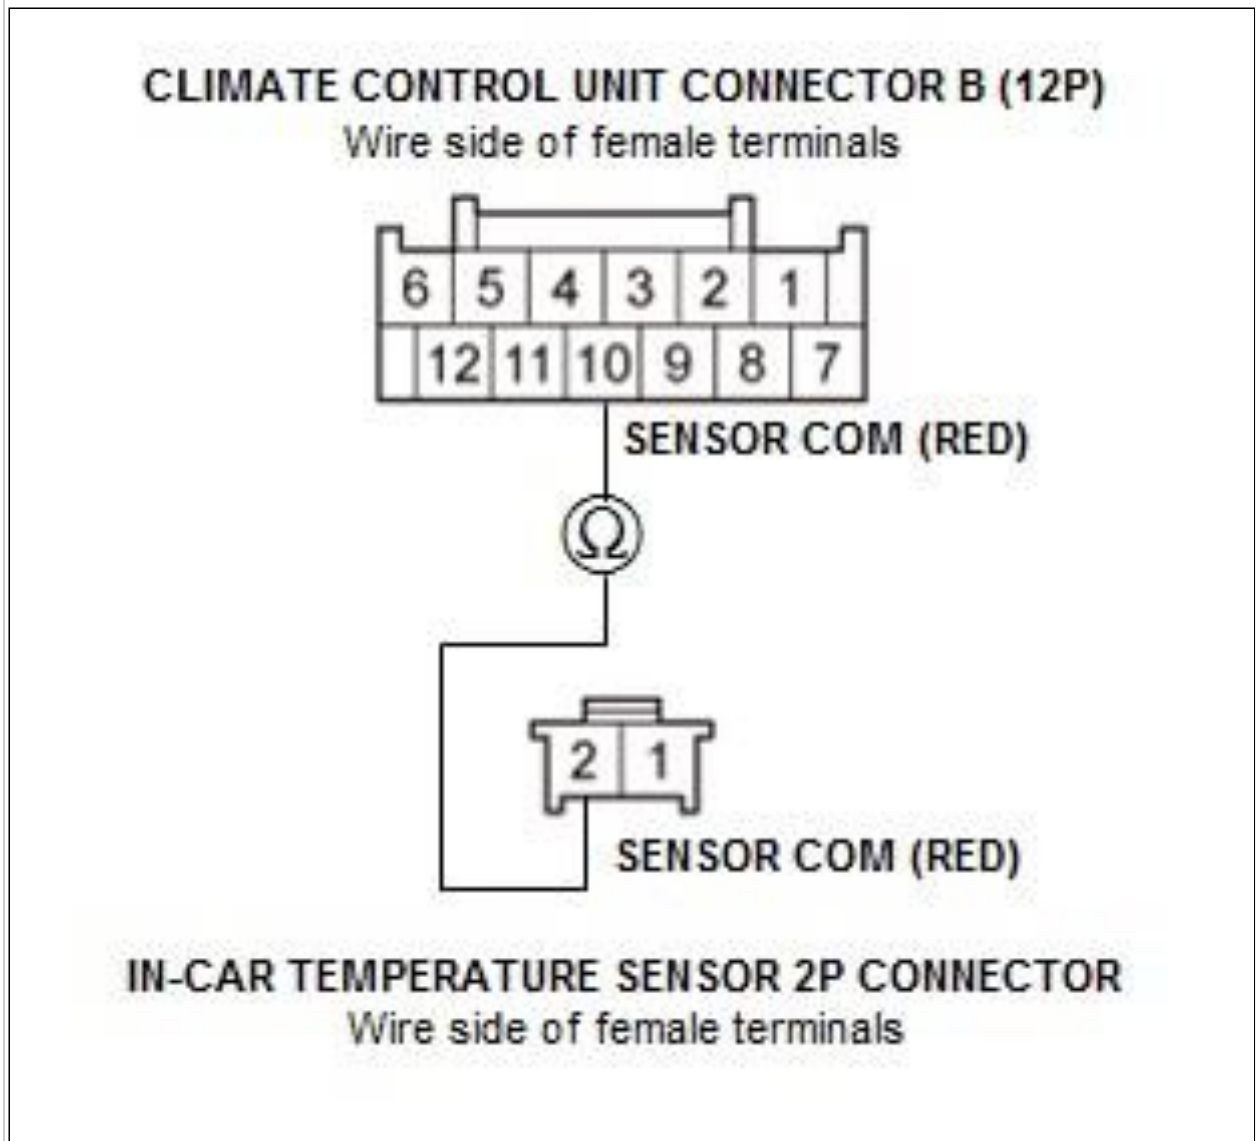 CLIMATE CONTROL UNIT CONNECTOR B (12P)
Wire side of female terminals
6 5 4 3 2 1
12 11 10 9 8 7
SENSOR COM (RED)
Ω
2 1
SENSOR COM (RED)
IN-CAR TEMPERATURE SENSOR 2P CONNECTOR
Wire side of female terminals